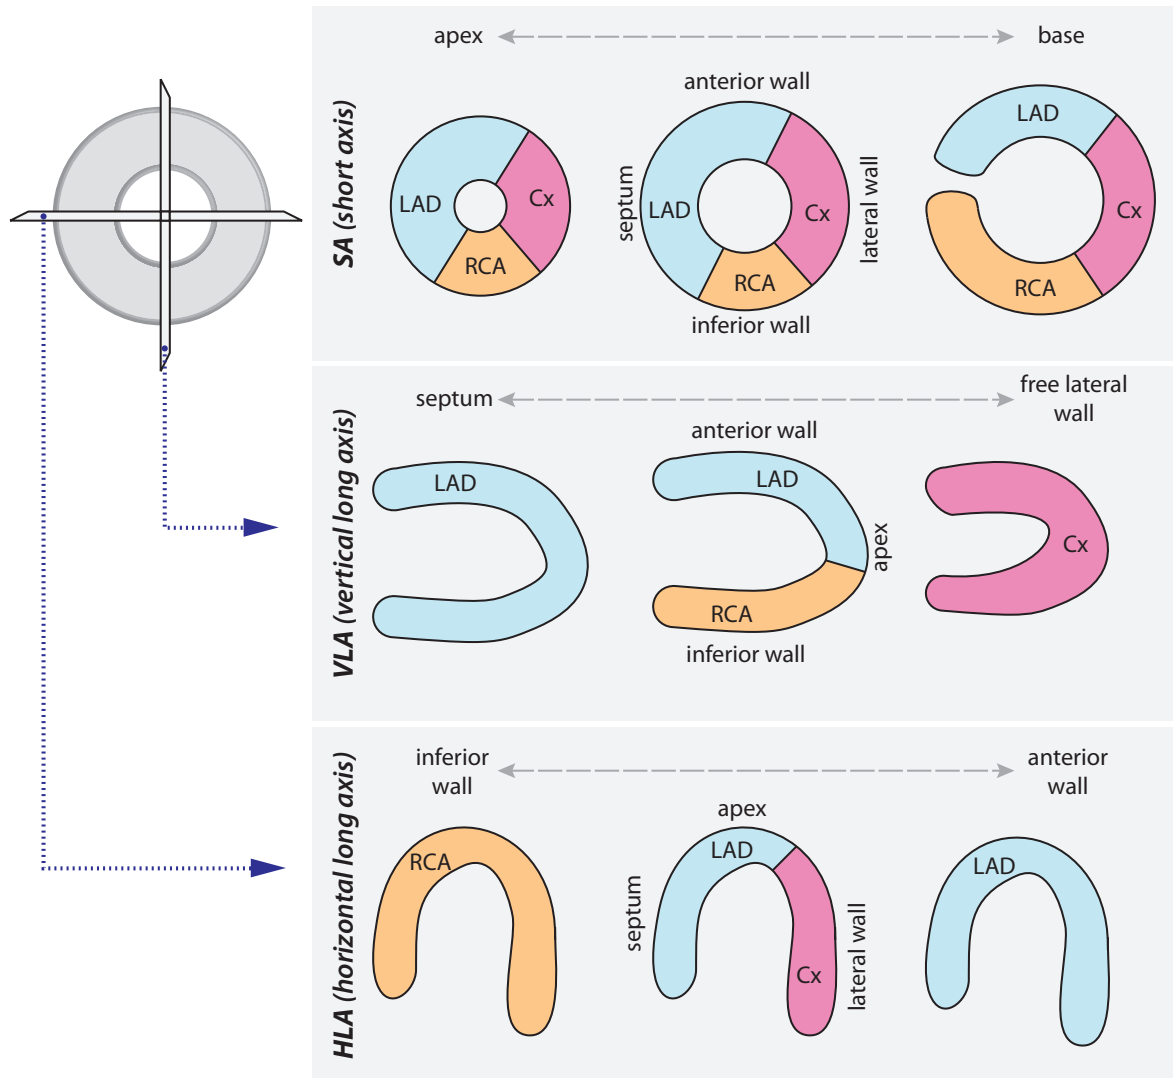 apex
base
SA (short axis)
anterior wall
septum
lateral wall
inferior wall
LAD
Cx
RCA
LAD
Cx
RCA
LAD
Cx
RCA
VLA (vertical long axis)
septum
free lateral
wall
anterior wall
apex
inferior wall
LAD
LAD
RCA
Cx
HLA (horizontal long axis)
inferior
wall
anterior
wall
apex
septum
lateral wall
RCA
LAD
Cx
LAD